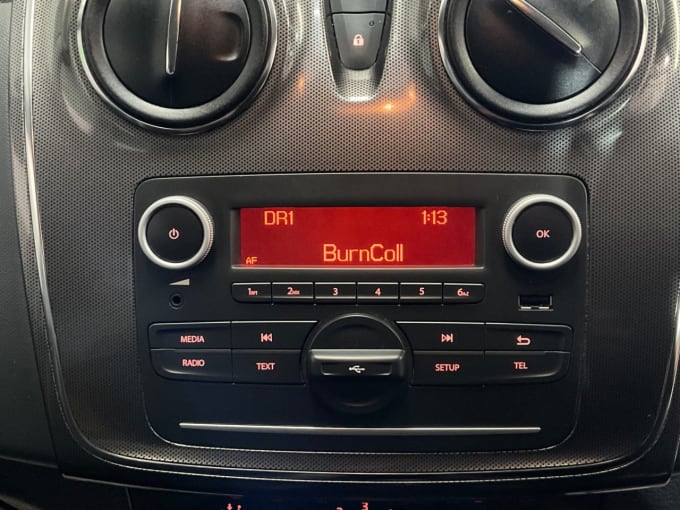 DR1 1:13
AF
BurnColl
1 2 3 4 5 6
MEDIA
RADIO TEXT SETUP TEL
OK